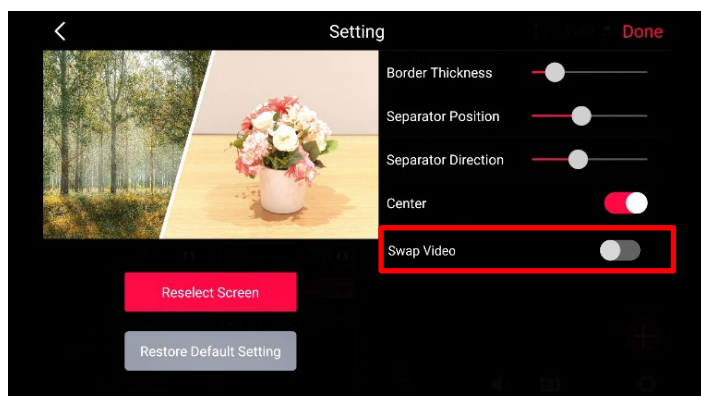 Setting
Done
Border Thickness
Separator Position
Separator Direction
Center
Swap Video
Reselect Screen
Restore Default Setting